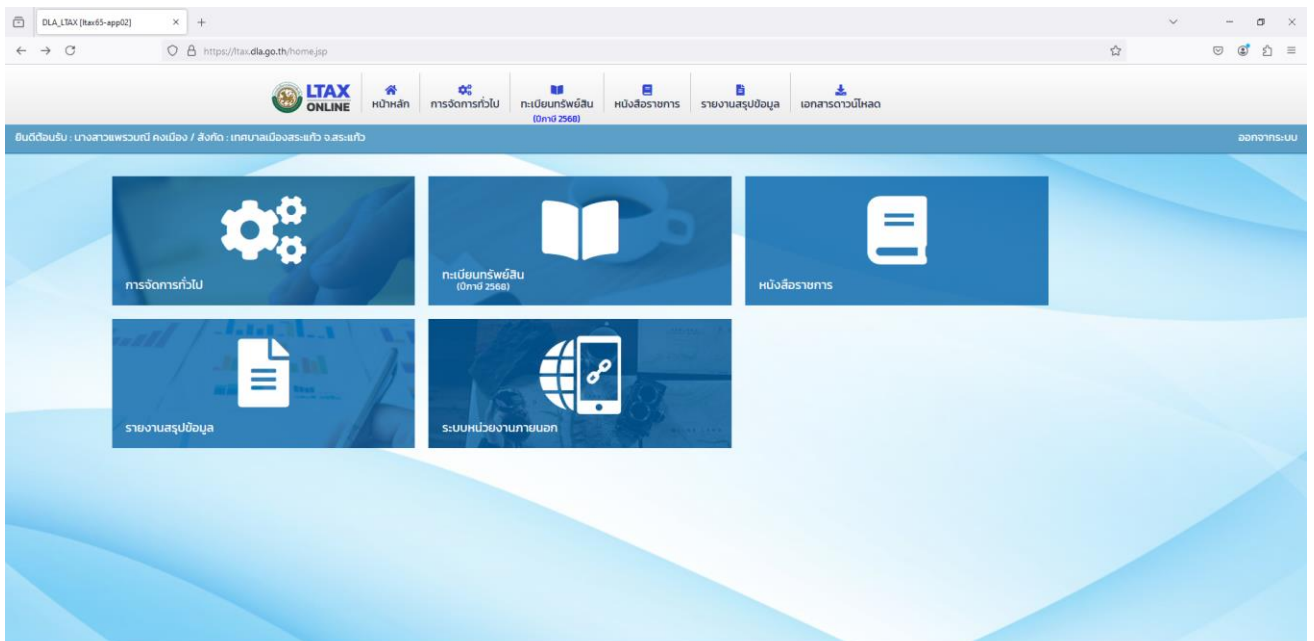 DLA_LTAX [ltax65-app02]
https://ltax.dla.go.th/home.jsp
LTAX
ONLINE
หน้าหลัก
การจัดการทั่วไป
ทะเบียนทรัพย์สิน
(ปีภาษี 2568)
หนังสือราชการ
รายงานสรุปข้อมูล
เอกสารดาวน์โหลด
ยินดีต้อนรับ : นางสาวแพรวมณี คงเมือง / สังกัด : เทศบาลเมืองสระแก้ว จ.สระแก้ว
ออกจากระบบ
การจัดการทั่วไป
ทะเบียนทรัพย์สิน
(ปีภาษี 2568)
หนังสือราชการ
รายงานสรุปข้อมูล
ระบบหน่วยงานภายนอก